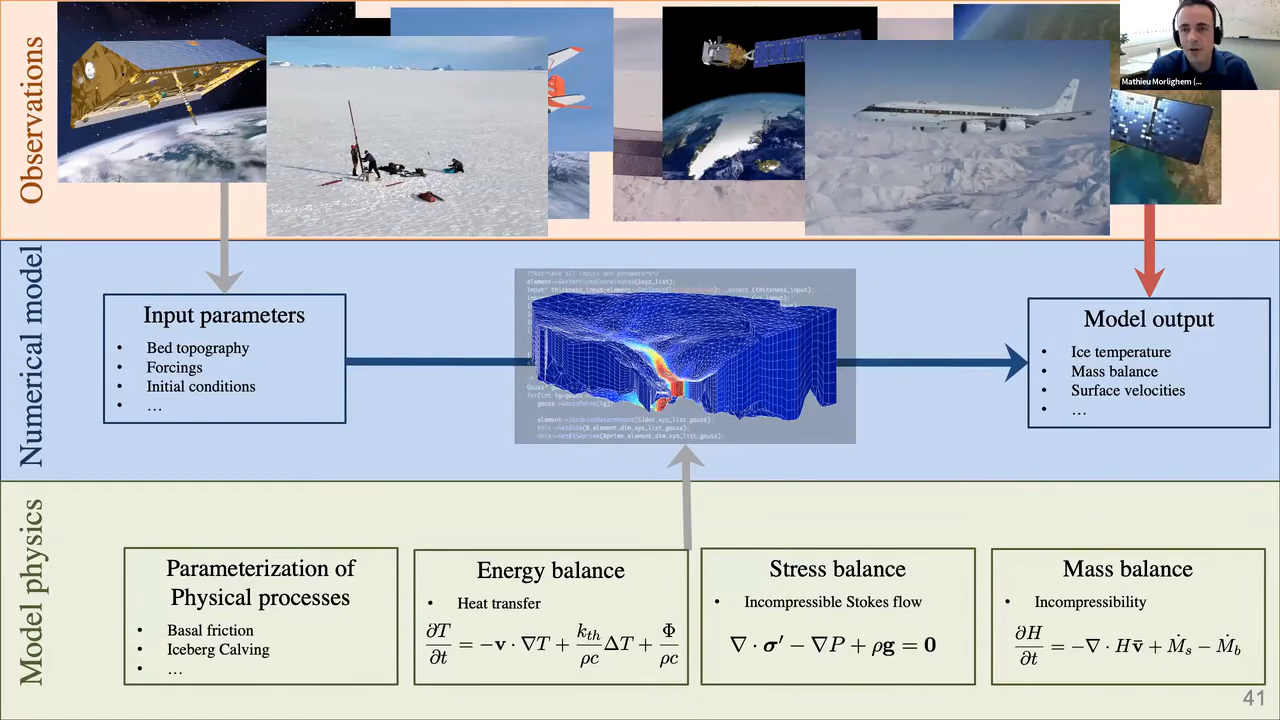 Observations
Mathieu Morlighem (...
Numerical model
Input parameters
• Bed topography
• Forcings
• Initial conditions
• …
Model output
• Ice temperature
• Mass balance
• Surface velocities
• …
Model physics
Parameterization of
Physical processes
• Basal friction
• Iceberg Calving
• …
Energy balance
• Heat transfer
∂T/∂t = −v · ∇T + k_th/ρc ΔT + Φ/ρc
Stress balance
• Incompressible Stokes flow
∇ · σ′ − ∇P + ρg = 0
Mass balance
• Incompressibility
∂H/∂t = −∇ · Hv̄ + Ṁ_s − Ṁ_b
41